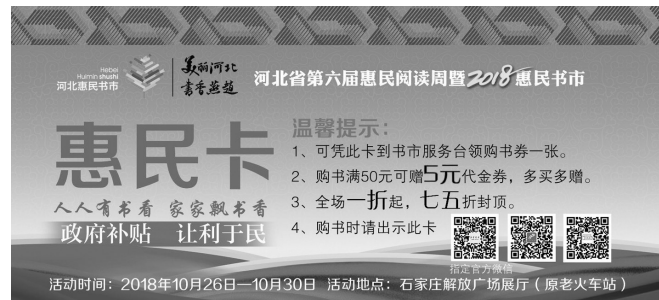 Hebei
Huimin shushi
河北惠民书市
美丽河北
书香燕赵
河北省第六届惠民阅读周暨2018惠民书市
惠民卡
人人有书看 家家飘书香
政府补贴 让利于民
温馨提示：
1、可凭此卡到书市服务台领购书券一张。
2、购书满50元可赠5元代金券，多买多赠。
3、全场一折起，七五折封顶。
4、购书时请出示此卡
指定官方微信
活动时间：2018年10月26日—10月30日 活动地点：石家庄解放广场展厅（原老火车站）